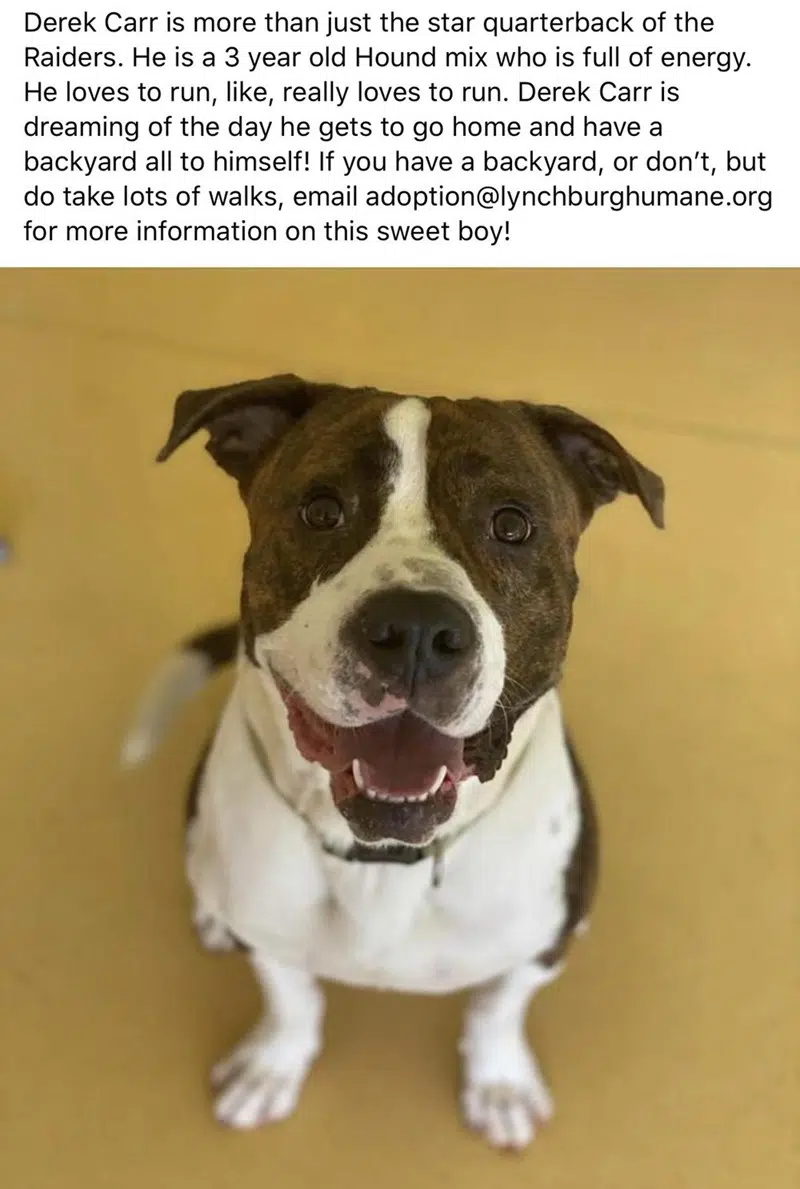 Derek Carr is more than just the star quarterback of the
Raiders. He is a 3 year old Hound mix who is full of energy.
He loves to run, like, really loves to run. Derek Carr is
dreaming of the day he gets to go home and have a
backyard all to himself! If you have a backyard, or don’t, but
do take lots of walks, email adoption@lynchburghumane.org
for more information on this sweet boy!